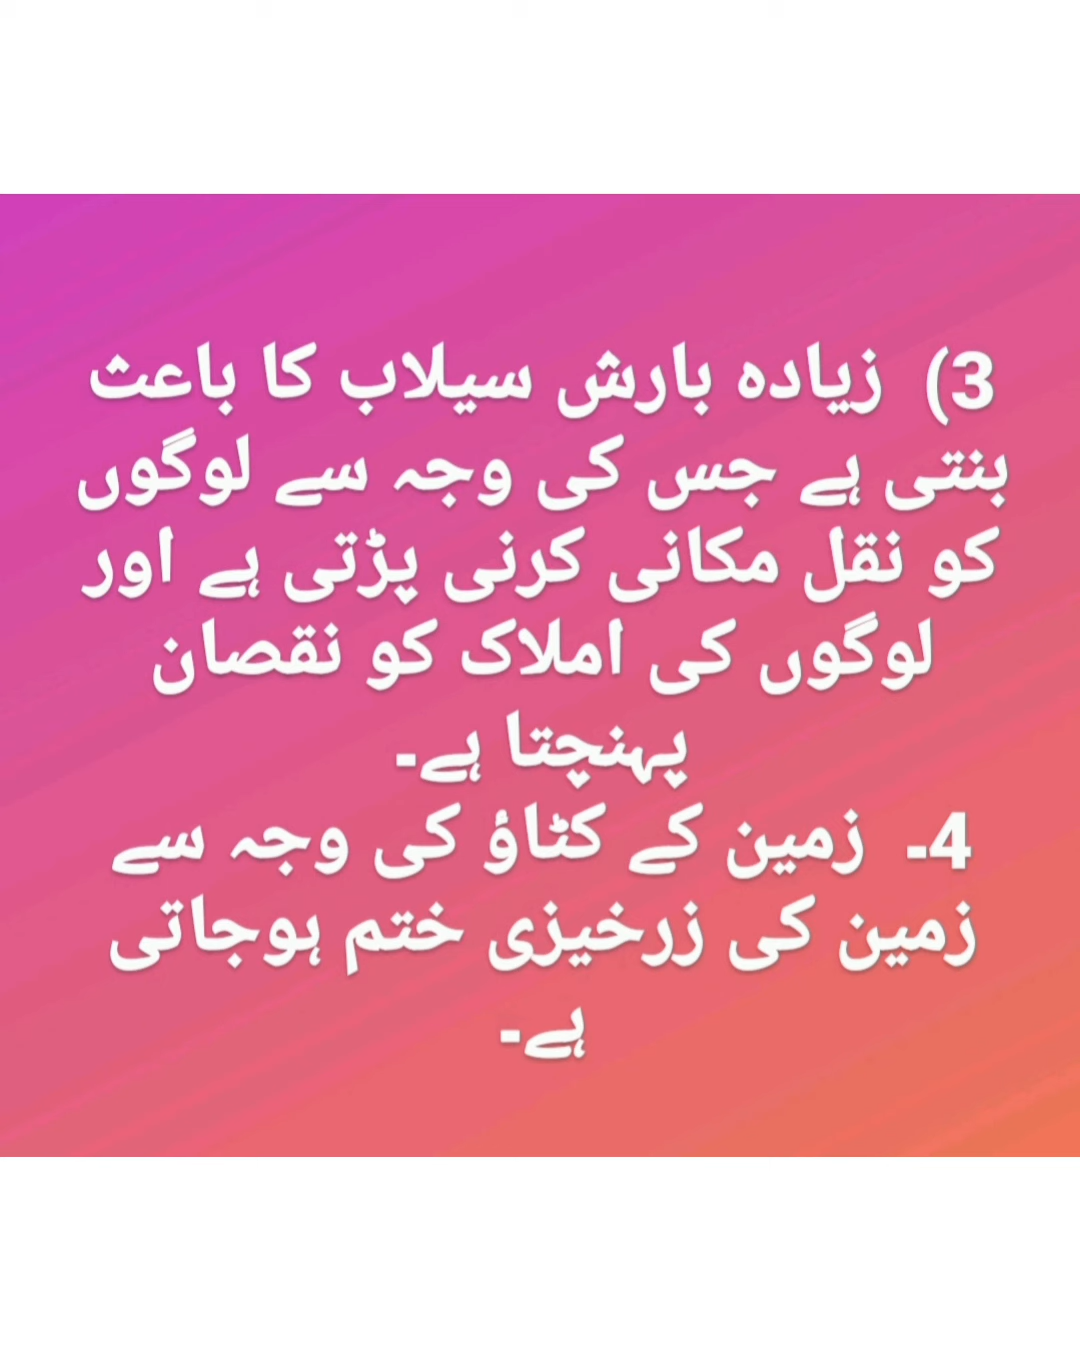 3)  زیادہ بارش سیلاب کا باعث
بنتی ہے جس کی وجہ سے لوگوں
کو نقل مکانی کرنی پڑتی ہے اور
لوگوں کی املاک کو نقصان
پہنچتا ہے۔
4۔  زمین کے کٹاؤ کی وجہ سے
زمین کی زرخیزی ختم ہوجاتی
ہے۔